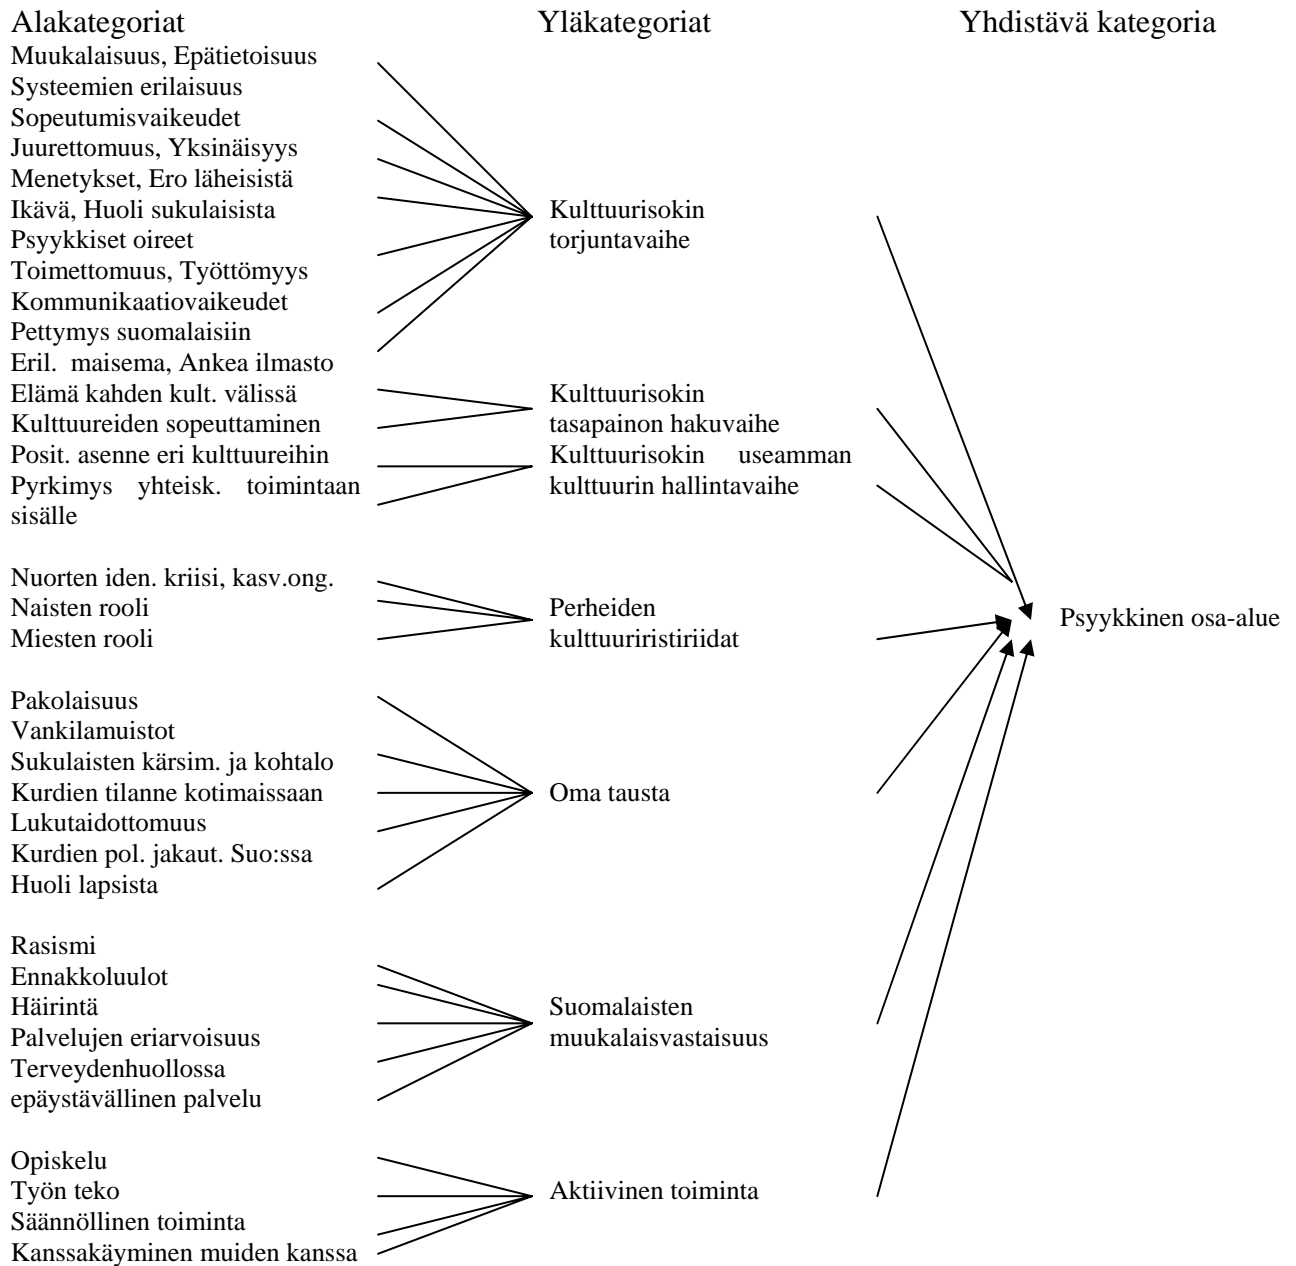 Alakategoriat
Yläkategoriat
Yhdistävä kategoria
Muukalaisuus, Epätietoisuus
Systeemien erilaisuus
Sopeutumisvaikeudet
Juurettomuus, Yksinäisyys
Menetykset, Ero läheisistä
Ikävä, Huoli sukulaisista
Psyykkiset oireet
Toimettomuus, Työttömyys
Kommunikaatiovaikeudet
Pettymys suomalaisiin
Eril. maisema, Ankea ilmasto
Elämä kahden kult. välissä
Kulttuureiden sopeuttaminen
Posit. asenne eri kulttuureihin
Pyrkimys yhteisk. toimintaan
sisälle
Nuorten iden. kriisi, kasv.ong.
Naisten rooli
Miesten rooli
Pakolaisuus
Vankilamuistot
Sukulaisten kärsim. ja kohtalo
Kurdien tilanne kotimaissaan
Lukutaidottomuus
Kurdien pol. jakaut. Suo:ssa
Huoli lapsista
Rasismi
Ennakkoluulot
Häirintä
Palvelujen eriarvoisuus
Terveydenhuollossa
epäystävällinen palvelu
Opiskelu
Työn teko
Säännöllinen toiminta
Kanssakäyminen muiden kanssa
Kulttuurisokin
torjuntavaihe
Kulttuurisokin
tasapainon hakuvaihe
Kulttuurisokin useamman
kulttuurin hallintavaihe
Perheiden
kulttuuriristiriidat
Oma tausta
Suomalaisten
muukalaisvastaisuus
Aktiivinen toiminta
Psyykkinen osa-alue